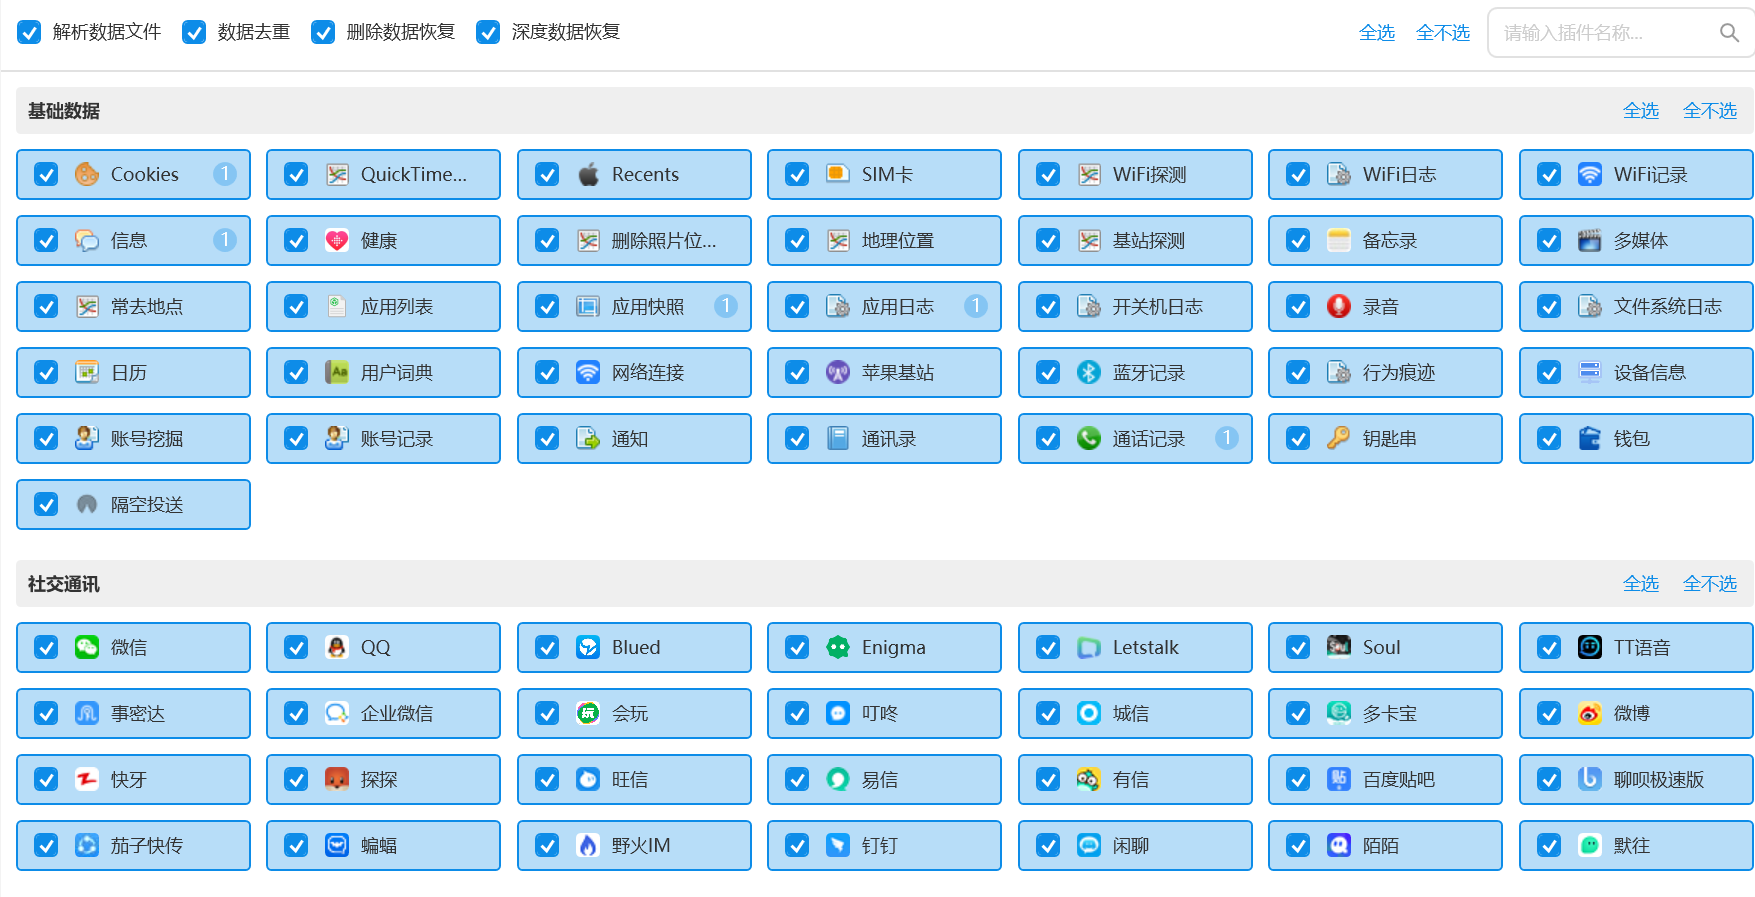 解析数据文件 数据去重 删除数据恢复 深度数据恢复 全选 全不选 请输入插件名称...
基础数据 全选 全不选
Cookies 1 QuickTime... Recents SIM卡 WiFi探测 WiFi日志 WiFi记录
信息 1 健康 删除照片位... 地理位置 基站探测 备忘录 多媒体
常去地点 应用列表 应用快照 1 应用日志 1 开关机日志 录音 文件系统日志
日历 用户词典 网络连接 苹果基站 蓝牙记录 行为痕迹 设备信息
账号挖掘 账号记录 通知 通讯录 通话记录 1 钥匙串 钱包
隔空投送
社交通讯 全选 全不选
微信 QQ Blued Enigma Letstalk Soul TT语音
事密达 企业微信 会玩 叮咚 城信 多卡宝 微博
快牙 探探 旺信 易信 有信 百度贴吧 聊呗极速版
茄子快传 蝙蝠 野火IM 钉钉 闲聊 陌陌 默往